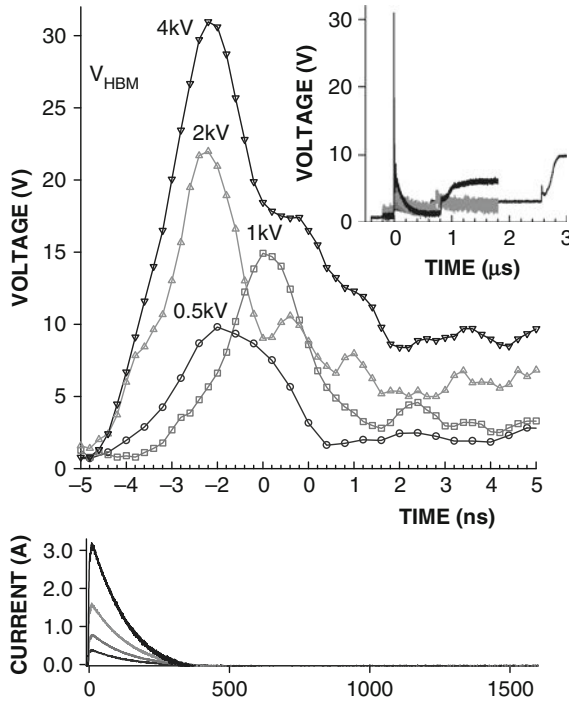 30
25
20
15
10
5
0
VOLTAGE (V)
V_HBM
4kV
2kV
1kV
0.5kV
–5 –4 –3 –2 0 0 1 2 3 4 5
TIME (ns)
30
20
10
0
VOLTAGE (V)
0 1 2 3
TIME (μs)
3.0
2.0
1.0
0.0
CURRENT (A)
0 500 1000 1500